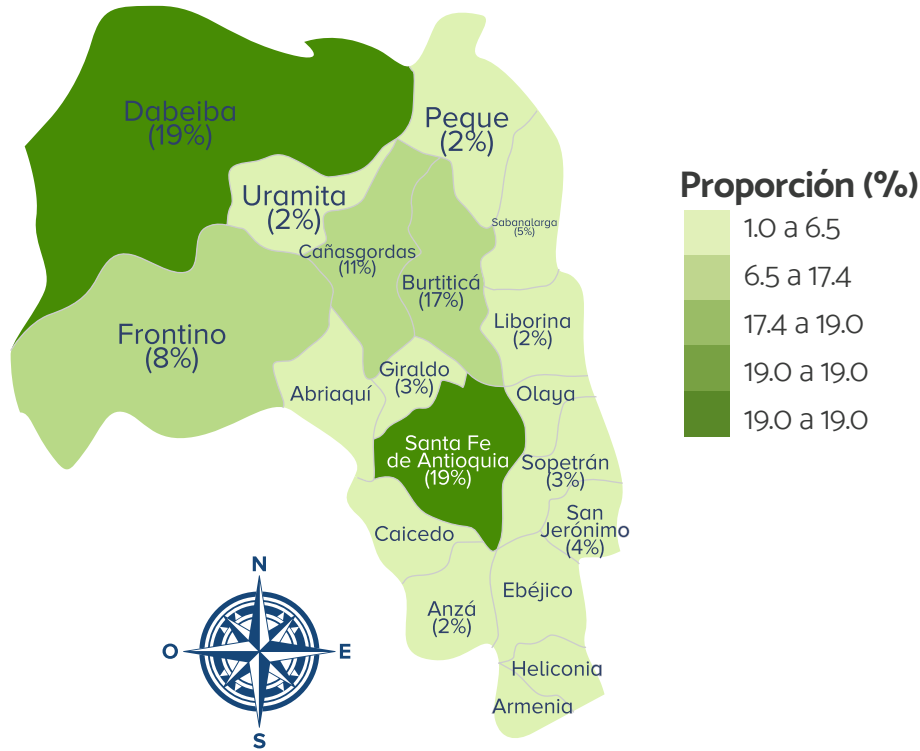 Dabeiba
(19%)
Peque
(2%)
Uramita
(2%)
Sabanalarga
(5%)
Cañasgordas
(11%)
Burtiticá
(17%)
Frontino
(8%)
Liborina
(2%)
Giraldo
(3%)
Abriaquí
Olaya
Santa Fe
de Antioquia
(19%)
Sopetrán
(3%)
San
Jerónimo
(4%)
Caicedo
Ebéjico
Anzá
(2%)
Heliconia
Armenia
Proporción (%)
1.0 a 6.5
6.5 a 17.4
17.4 a 19.0
19.0 a 19.0
19.0 a 19.0
N
O
E
S